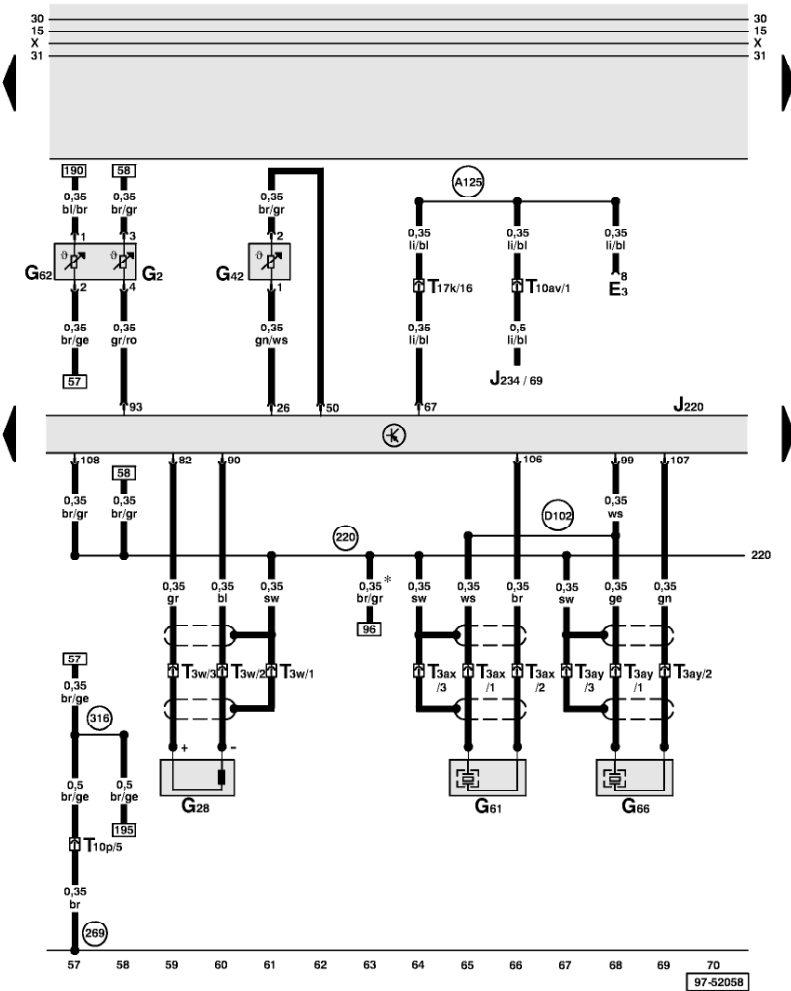 30 30
15 15
X X
31 31
190 58
A125
0,35 0,35 0,35 0,35 0,35 0,35
bl/br br/gr br/gr li/bl li/bl li/bl
1 3 2
8
G62 G2 G42 T17k/16 T10av/1 E3
2 4 1
0,35 0,35 0,35 0,35 0,5
br/ge gr/ro gn/ws li/bl li/bl
57 J234 / 69
93 26 50 67 J220
108 82 90 106 99 107
58
0,35 0,35 0,35
br/gr br/gr ws
D102
220
220
0,35 0,35 0,35 0,35 * 0,35 0,35 0,35 0,35 0,35 0,35
gr bl sw br/gr sw ws br sw ge gn
96
57
T3w/3 T3w/2 T3w/1 T3ax T3ax T3ax T3ay T3ay T3ay/2
/3 /1 /2 /3 /1
0,35
br/ge
316
+ −
0,5 0,5
br/ge br/ge
G28 G61 G66
195
T10p/5
0,35
br
269
57 58 59 60 61 62 63 64 65 66 67 68 69 70
97-52058